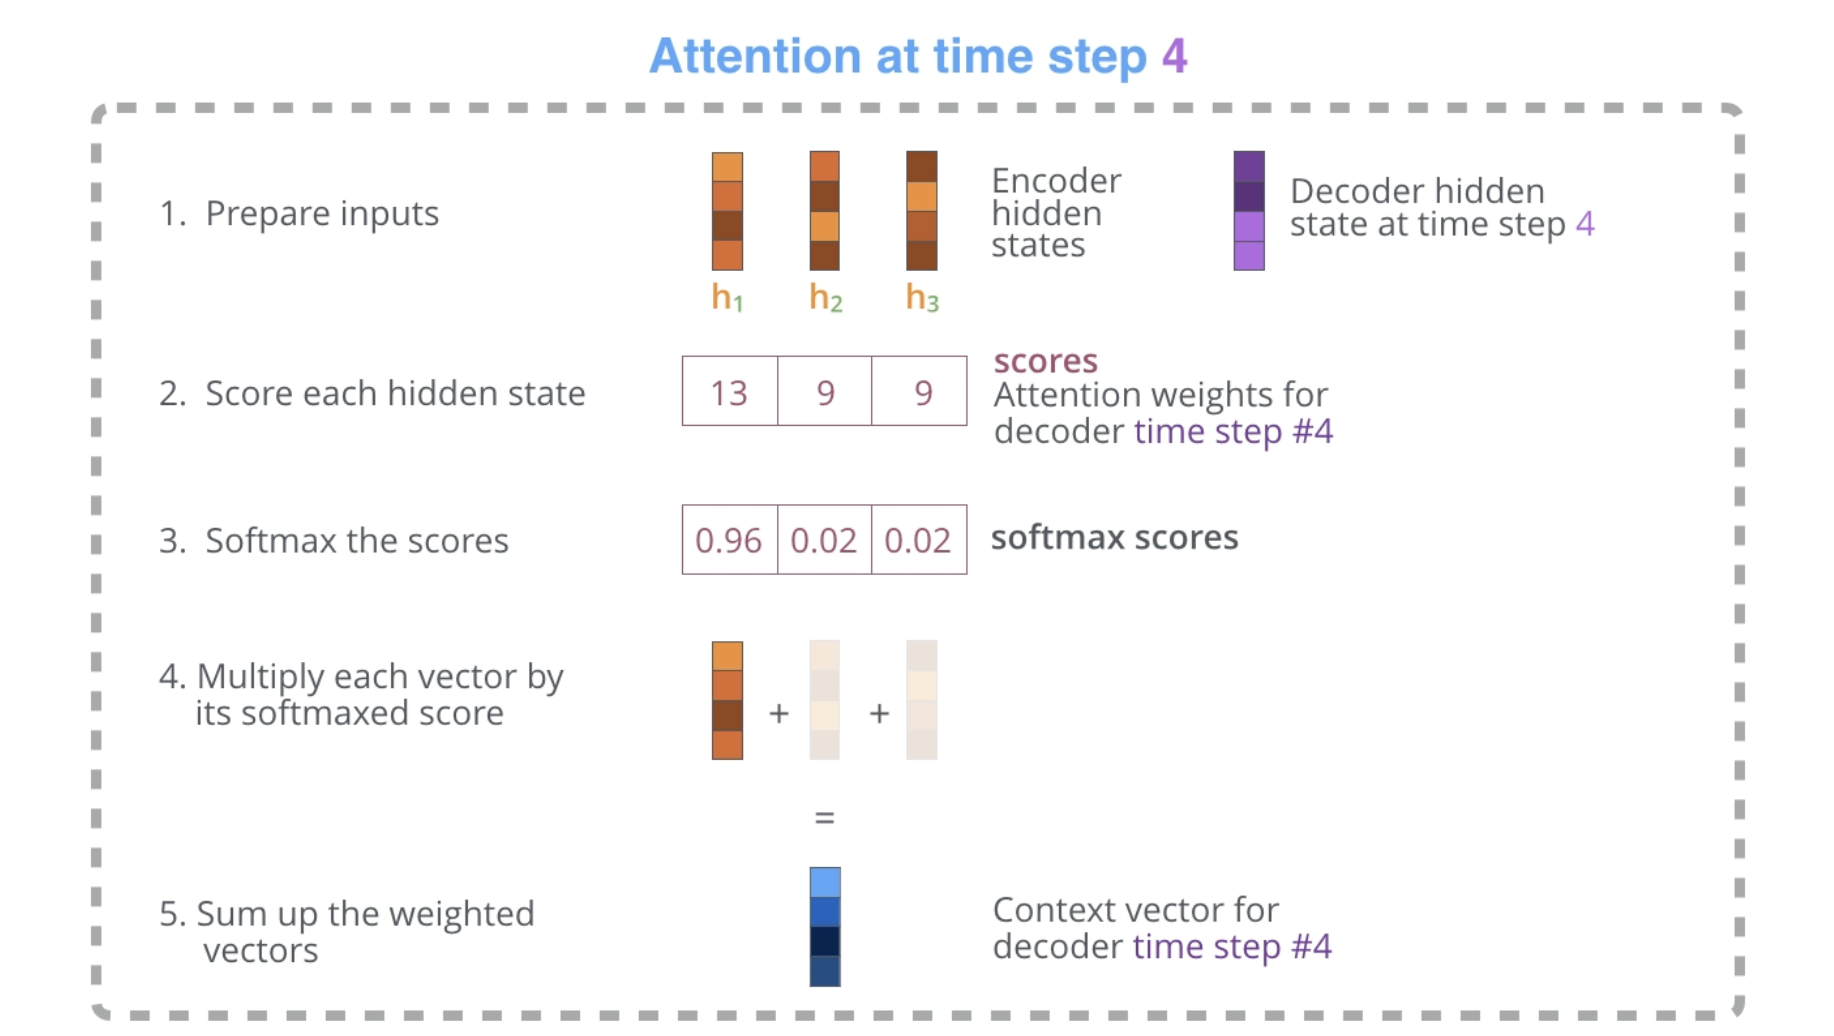 Attention at time step 4
1. Prepare inputs
Encoder
hidden
states
Decoder hidden
state at time step 4
h1 h2 h3
2. Score each hidden state
13 9 9
scores
Attention weights for
decoder time step #4
3. Softmax the scores
0.96 0.02 0.02
softmax scores
4. Multiply each vector by
its softmaxed score
+ +
=
5. Sum up the weighted
vectors
Context vector for
decoder time step #4